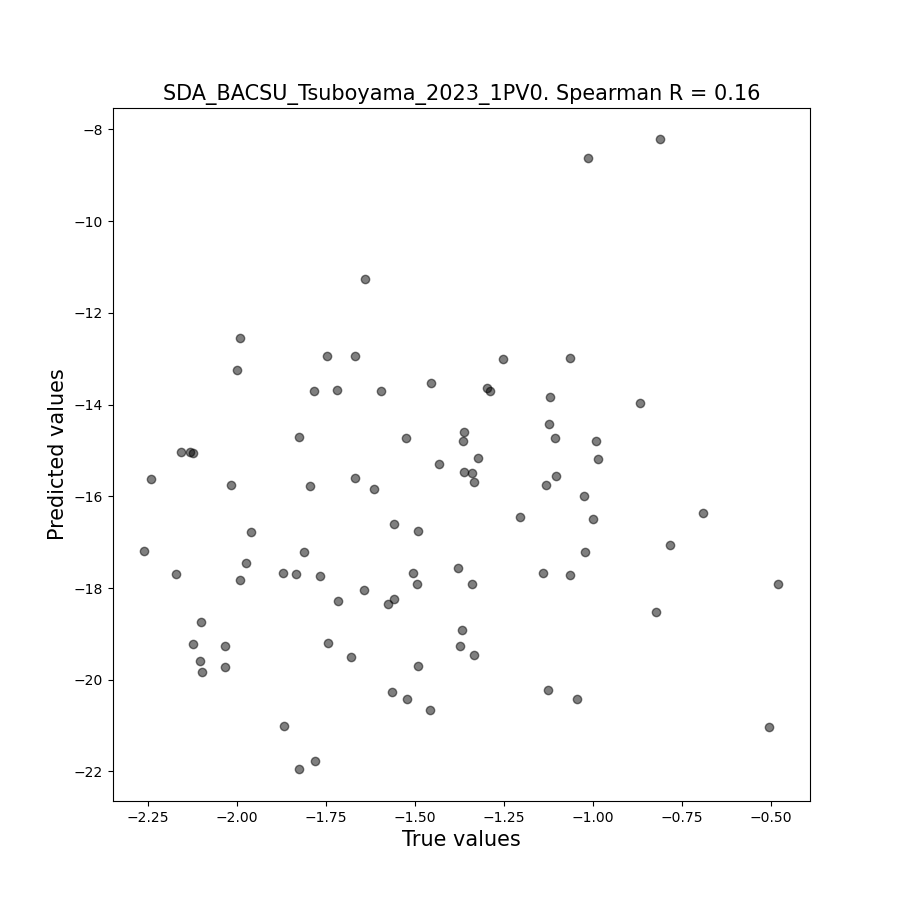 SDA_BACSU_Tsuboyama_2023_1PV0. Spearman R = 0.16
−8
−10
−12
−14
−16
−18
−20
−22
Predicted values
−2.25 −2.00 −1.75 −1.50 −1.25 −1.00 −0.75 −0.50
True values